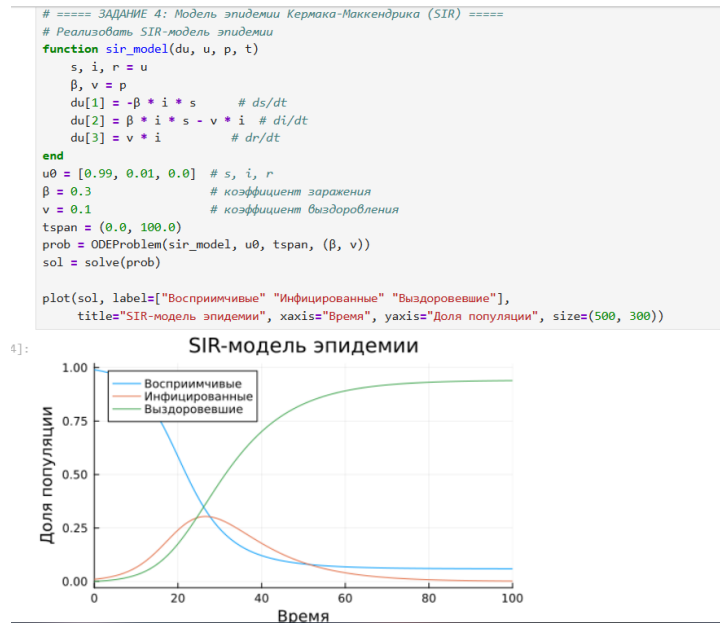 # ===== ЗАДАНИЕ 4: Модель эпидемии Кермака-Маккендрика (SIR) =====
# Реализовать SIR-модель эпидемии
function sir_model(du, u, p, t)
    s, i, r = u
    β, ν = p
    du[1] = -β * i * s      # ds/dt
    du[2] = β * i * s - ν * i  # di/dt
    du[3] = ν * i          # dr/dt
end
u0 = [0.99, 0.01, 0.0]  # s, i, r
β = 0.3                 # коэффициент заражения
ν = 0.1                 # коэффициент выздоровления
tspan = (0.0, 100.0)
prob = ODEProblem(sir_model, u0, tspan, (β, ν))
sol = solve(prob)
plot(sol, label=["Восприимчивые" "Инфицированные" "Выздоровевшие"],
     title="SIR-модель эпидемии", xaxis="Время", yaxis="Доля популяции", size=(500, 300))
4]:
SIR-модель эпидемии
Восприимчивые
Инфицированные
Выздоровевшие
Доля популяции
1.00
0.75
0.50
0.25
0.00
0 20 40 60 80 100
Время